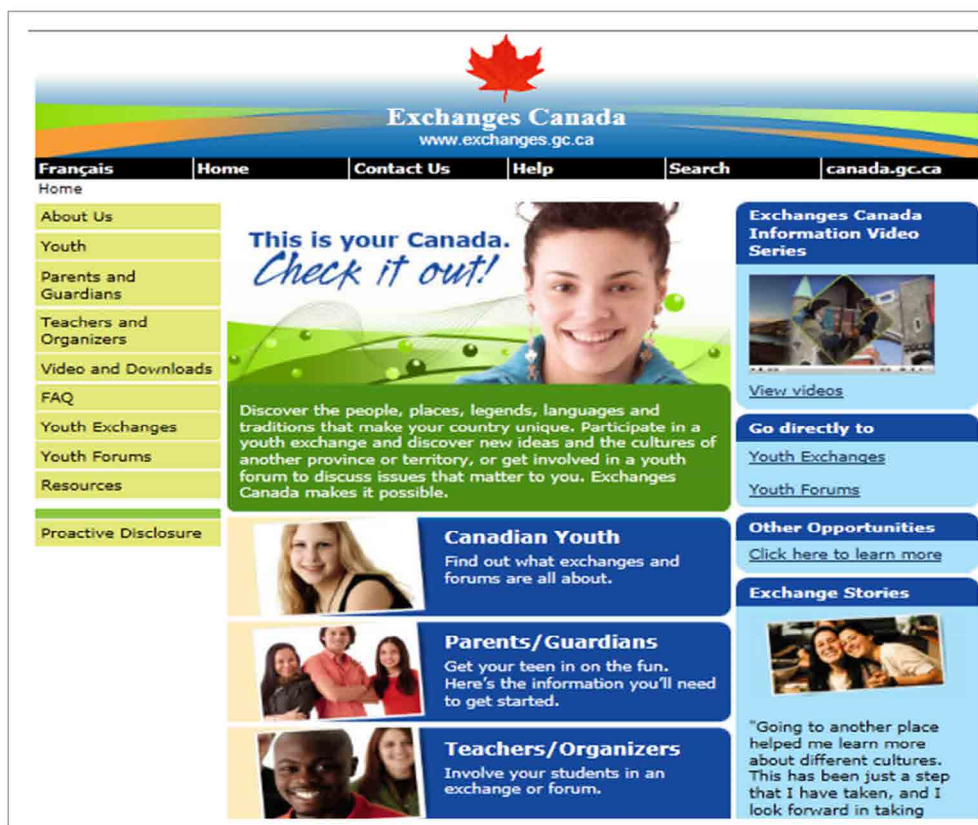 Exchanges Canada
www.exchanges.gc.ca
Français Home Contact Us Help Search canada.gc.ca
Home
About Us
Youth
Parents and
Guardians
Teachers and
Organizers
Video and Downloads
FAQ
Youth Exchanges
Youth Forums
Resources
Proactive Disclosure
This is your Canada.
Check it out!
Discover the people, places, legends, languages and
traditions that make your country unique. Participate in a
youth exchange and discover new ideas and the cultures of
another province or territory, or get involved in a youth
forum to discuss issues that matter to you. Exchanges
Canada makes it possible.
Canadian Youth
Find out what exchanges and
forums are all about.
Parents/Guardians
Get your teen in on the fun.
Here's the information you'll need
to get started.
Teachers/Organizers
Involve your students in an
exchange or forum.
Exchanges Canada
Information Video
Series
View videos
Go directly to
Youth Exchanges
Youth Forums
Other Opportunities
Click here to learn more
Exchange Stories
"Going to another place
helped me learn more
about different cultures.
This has been just a step
that I have taken, and I
look forward in taking